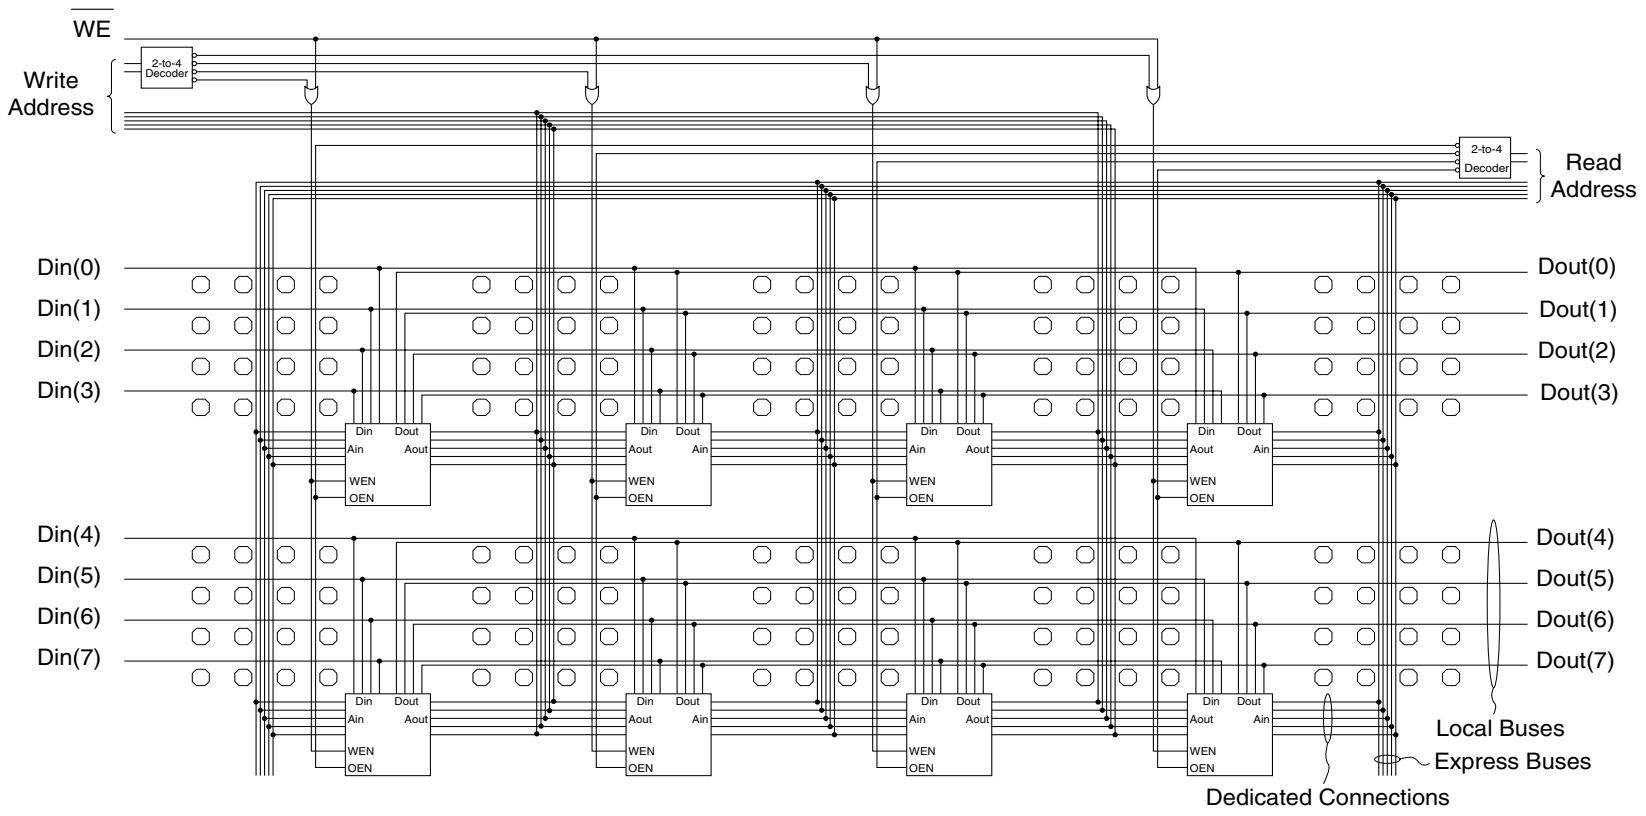 WE
2-to-4
Decoder
Write
Address
2-to-4
Decoder
Read
Address
Din(0)
Dout(0)
Din(1)
Dout(1)
Din(2)
Dout(2)
Din(3)
Dout(3)
Din Dout
Ain Aout
WEN
OEN
Din Dout
Aout Ain
WEN
OEN
Din Dout
Aout Ain
WEN
OEN
Din Dout
Aout Ain
WEN
OEN
Din(4)
Dout(4)
Din(5)
Dout(5)
Din(6)
Dout(6)
Din(7)
Dout(7)
Din Dout
Ain Aout
WEN
OEN
Din Dout
Aout Ain
WEN
OEN
Din Dout
Aout Ain
WEN
OEN
Din Dout
Aout Ain
WEN
OEN
Local Buses
Express Buses
Dedicated Connections